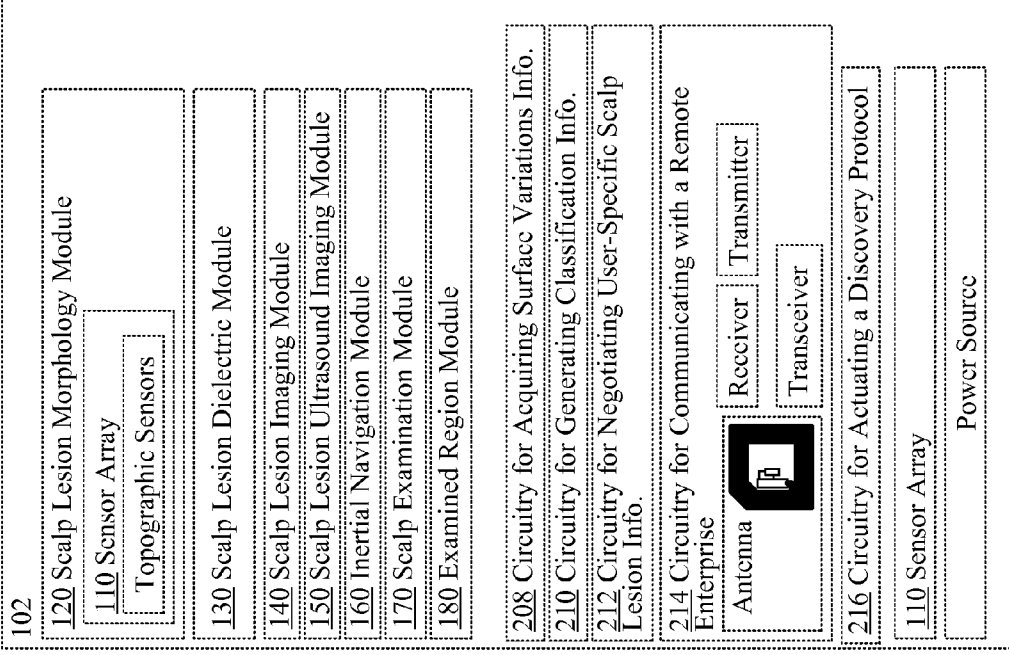 102
120 Scalp Lesion Morphology Module
110 Sensor Array
Topographic Sensors
130 Scalp Lesion Dielectric Module
140 Scalp Lesion Imaging Module
150 Scalp Lesion Ultrasound Imaging Module
160 Inertial Navigation Module
170 Scalp Examination Module
180 Examined Region Module
208 Circuitry for Acquiring Surface Variations Info.
210 Circuitry for Generating Classification Info.
212 Circuitry for Negotiating User-Specific Scalp
Lesion Info.
214 Circuitry for Communicating with a Remote
Enterprise
Antenna
Receiver
Transmitter
Transceiver
216 Circuitry for Actuating a Discovery Protocol
110 Sensor Array
Power Source